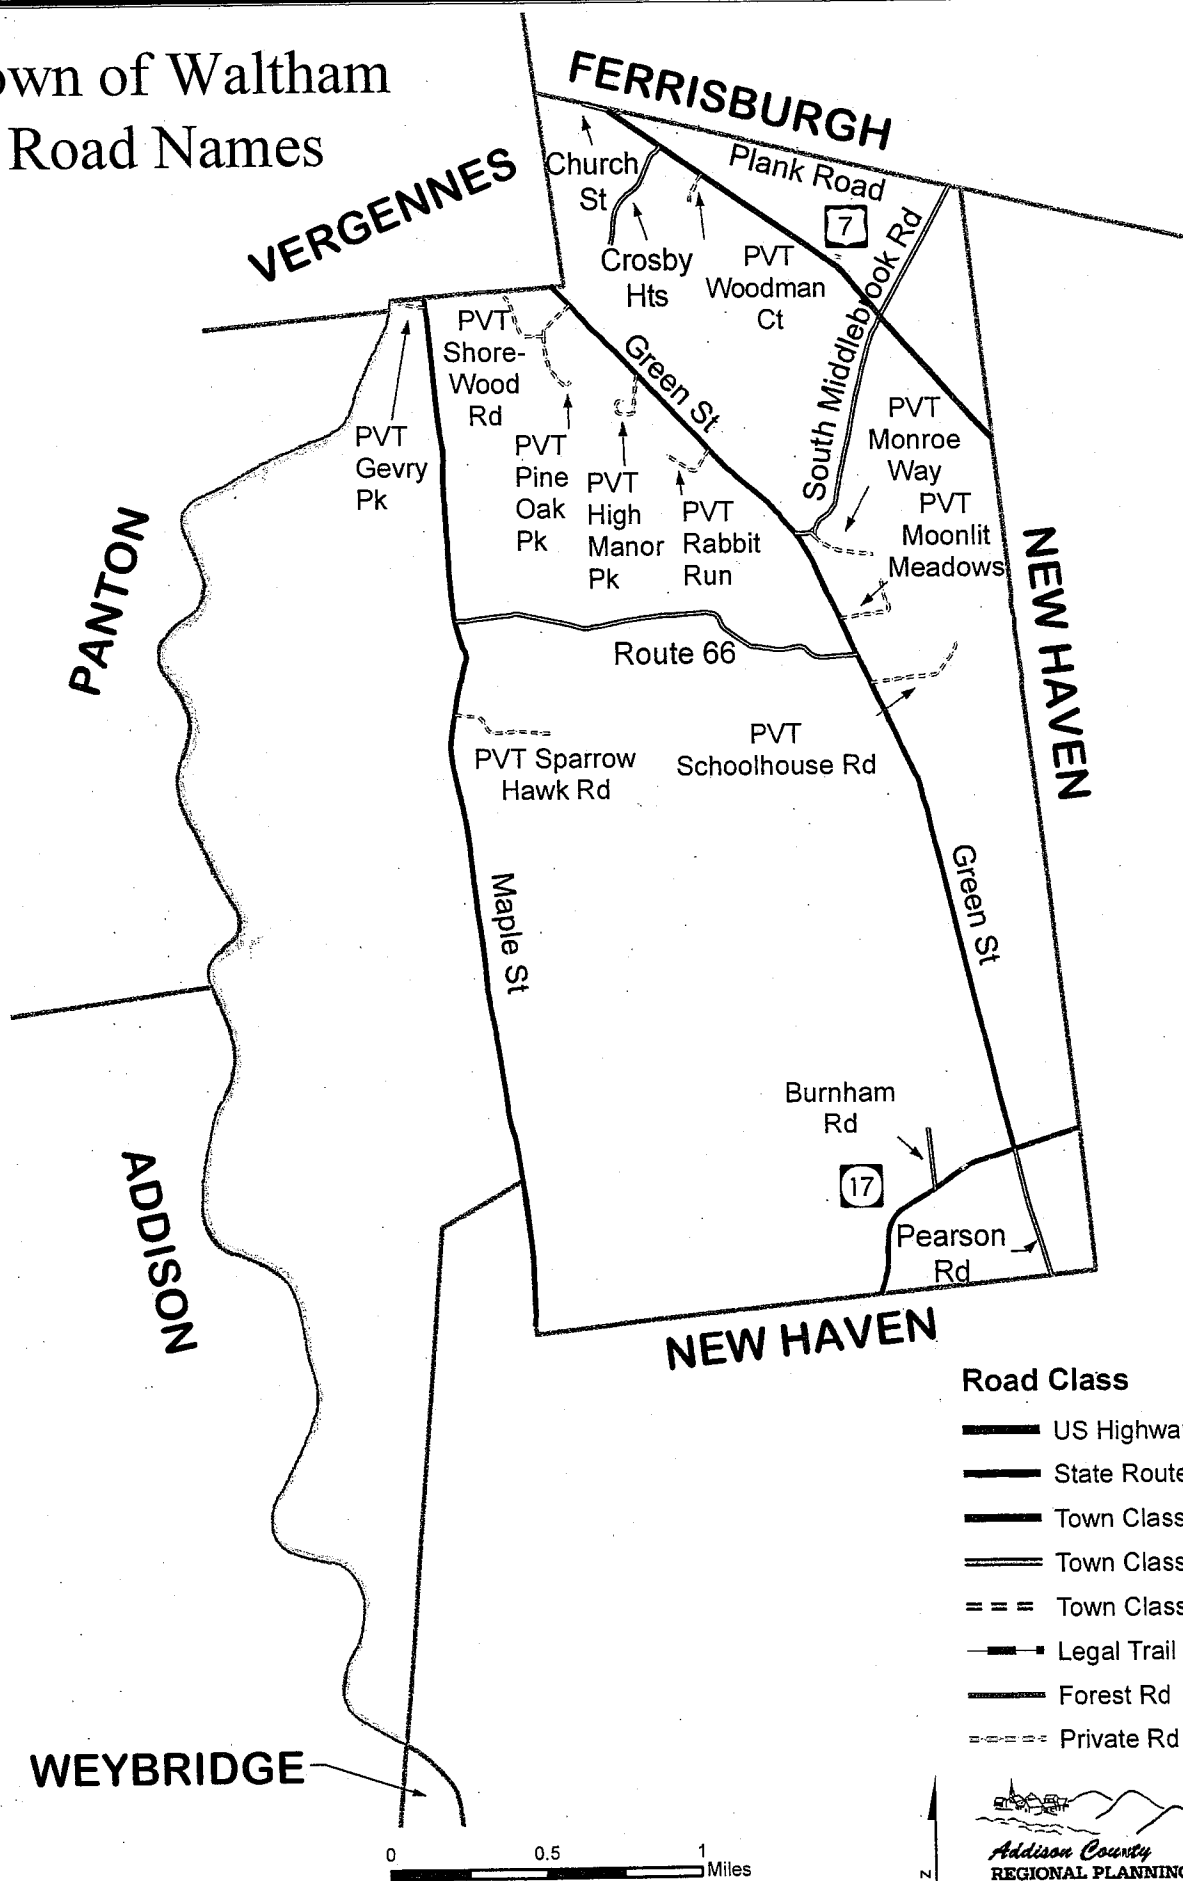 own of Waltham
Road Names
FERRISBURGH
VERGENNES
Church
St
Plank Road
7
Crosby
Hts
PVT
Woodman
Ct
South Middlebrook Rd
PVT
Shore-
Wood
Rd
Green St
PVT
Gevry
Pk
PVT
Pine
Oak
Pk
PVT
High
Manor
Pk
PVT
Rabbit
Run
PVT
Monroe
Way
PVT
Moonlit
Meadows
PANTON
NEW HAVEN
Route 66
PVT Sparrow
Hawk Rd
PVT
Schoolhouse Rd
Maple St
Green St
Burnham
Rd
17
Pearson
Rd
ADDISON
NEW HAVEN
Road Class
US Highwa
State Route
Town Class
Town Class
Town Class
Legal Trail
Forest Rd
Private Rd
WEYBRIDGE
0 0.5 1
Miles
N
Addison County
REGIONAL PLANNING